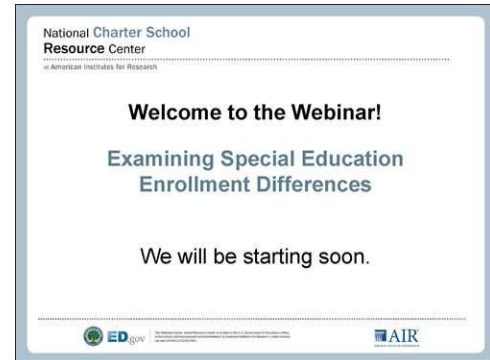 National Charter School
Resource Center
at American Institutes for Research
Welcome to the Webinar!
Examining Special Education
Enrollment Differences
We will be starting soon.
ED.gov
AIR